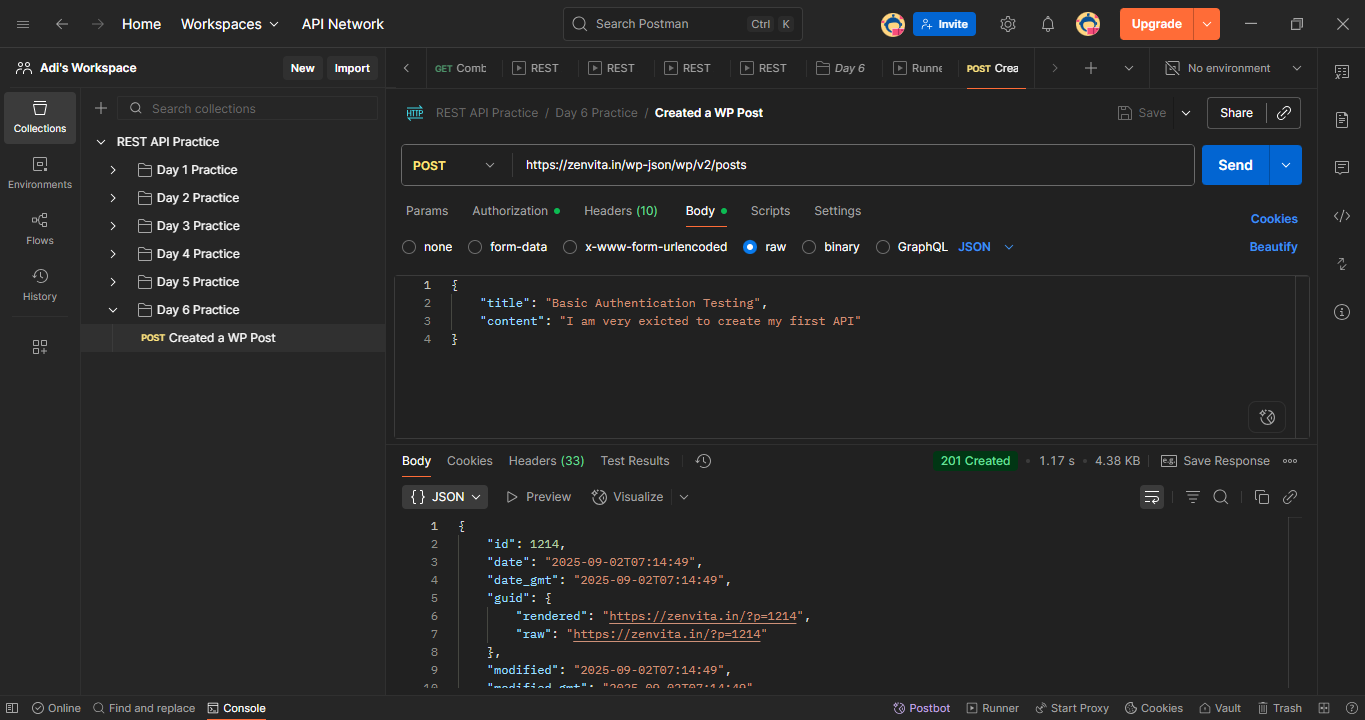 Home Workspaces API Network Search Postman Ctrl K Invite Upgrade
Adi's Workspace New Import GET Comb REST REST REST REST Day 6 Runne POST Crea No environment
Collections
Environments
Flows
History
Search collections
REST API Practice
Day 1 Practice
Day 2 Practice
Day 3 Practice
Day 4 Practice
Day 5 Practice
Day 6 Practice
POST Created a WP Post
HTTP REST API Practice / Day 6 Practice / Created a WP Post Save Share
POST https://zenvita.in/wp-json/wp/v2/posts Send
Params Authorization Headers (10) Body Scripts Settings Cookies
none form-data x-www-form-urlencoded raw binary GraphQL JSON Beautify
1 {
2 "title": "Basic Authentication Testing",
3 "content": "I am very exicted to create my first API"
4 }
Body Cookies Headers (33) Test Results 201 Created • 1.17 s • 4.38 KB e.g. Save Response
{} JSON Preview Visualize
1 {
2 "id": 1214,
3 "date": "2025-09-02T07:14:49",
4 "date_gmt": "2025-09-02T07:14:49",
5 "guid": {
6 "rendered": "https://zenvita.in/?p=1214",
7 "raw": "https://zenvita.in/?p=1214"
8 },
9 "modified": "2025-09-02T07:14:49",
10 "modified_gmt": "2025-09-02T07:14:49"
Online Find and replace Console Postbot Runner Start Proxy Cookies Vault Trash